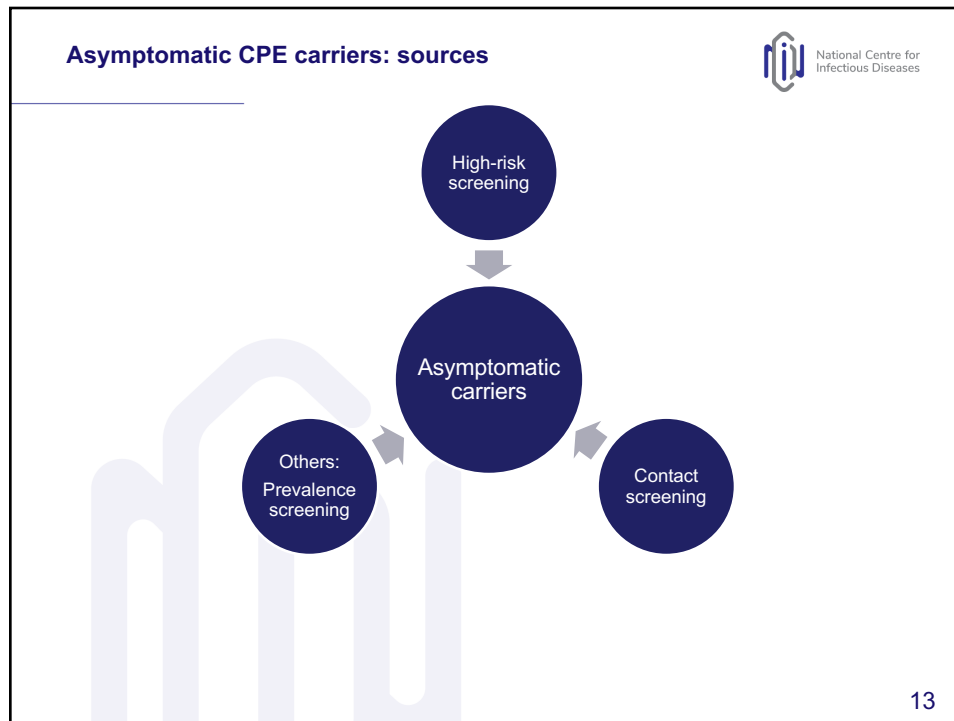 Asymptomatic CPE carriers: sources
National Centre for
Infectious Diseases
High-risk
screening
Asymptomatic
carriers
Others:
Prevalence
screening
Contact
screening
13